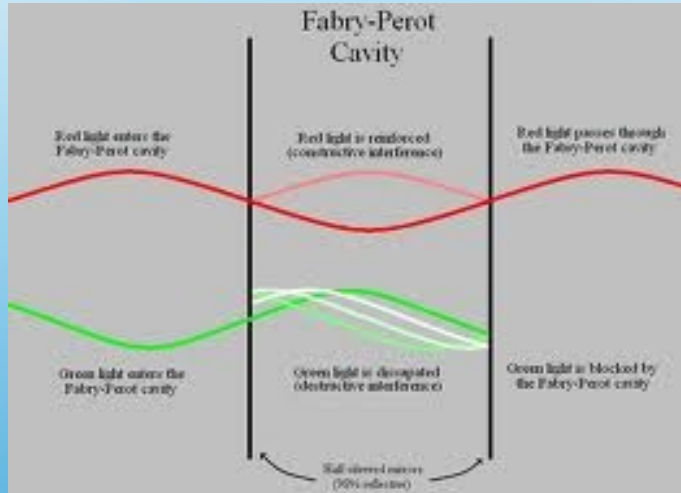 Fabry-Perot
Cavity
Red light enters the
Fabry-Perot cavity
Red light is reinforced
(constructive interference)
Red light passes through
the Fabry-Perot cavity
Green light enters the
Fabry-Perot cavity
Green light is dissipated
(destructive interference)
Green light is blocked by
the Fabry-Perot cavity
Half silvered mirrors
reflective)